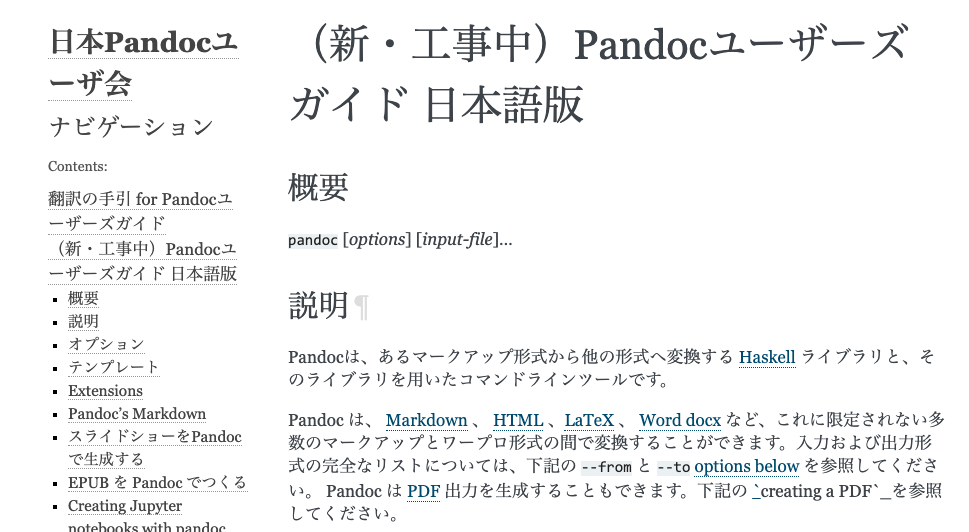 日本Pandocユ
ーザ会
ナビゲーション
Contents:
翻訳の手引 for Pandocユ
ーザーズガイド
（新・工事中）Pandocユ
ーザーズガイド 日本語版
概要
説明
オプション
テンプレート
Extensions
Pandoc’s Markdown
スライドショーをPandoc
で生成する
EPUB を Pandoc でつくる
Creating Jupyter
notebooks with pandoc
（新・工事中）Pandocユーザーズ
ガイド 日本語版
概要
pandoc [options] [input-file]…
説明¶
Pandocは、あるマークアップ形式から他の形式へ変換する Haskell ライブラリと、そ
のライブラリを用いたコマンドラインツールです。
Pandoc は、 Markdown 、 HTML 、LaTeX 、 Word docx など、これに限定されない多
数のマークアップとワープロ形式の間で変換することができます。入力および出力形
式の完全なリストについては、下記の --from と --to options below を参照してくださ
い。 Pandoc は PDF 出力を生成することもできます。下記の `creating a PDF`_を参照
してください。